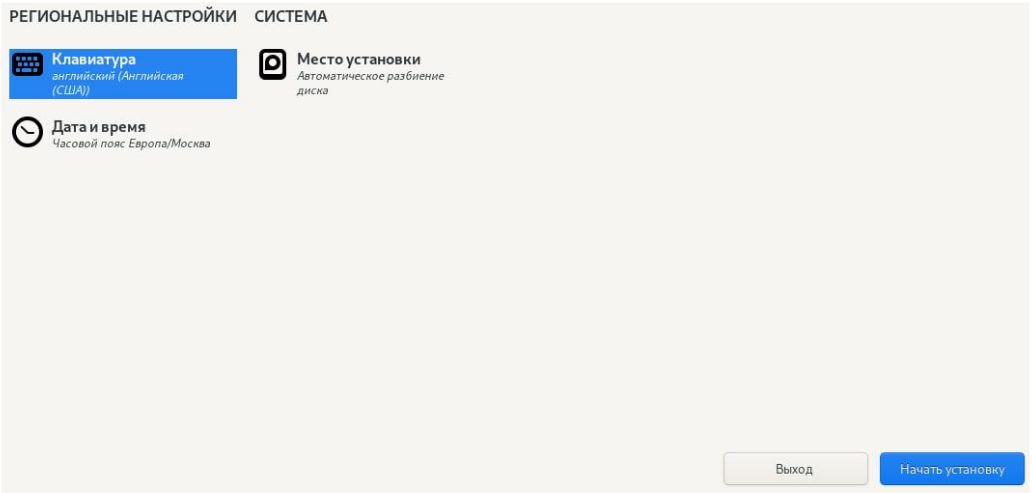 РЕГИОНАЛЬНЫЕ НАСТРОЙКИ
Клавиатура
английский (Английская
(США))
Дата и время
Часовой пояс Европа/Москва
СИСТЕМА
Место установки
Автоматическое разбиение
диска
Выход
Начать установку